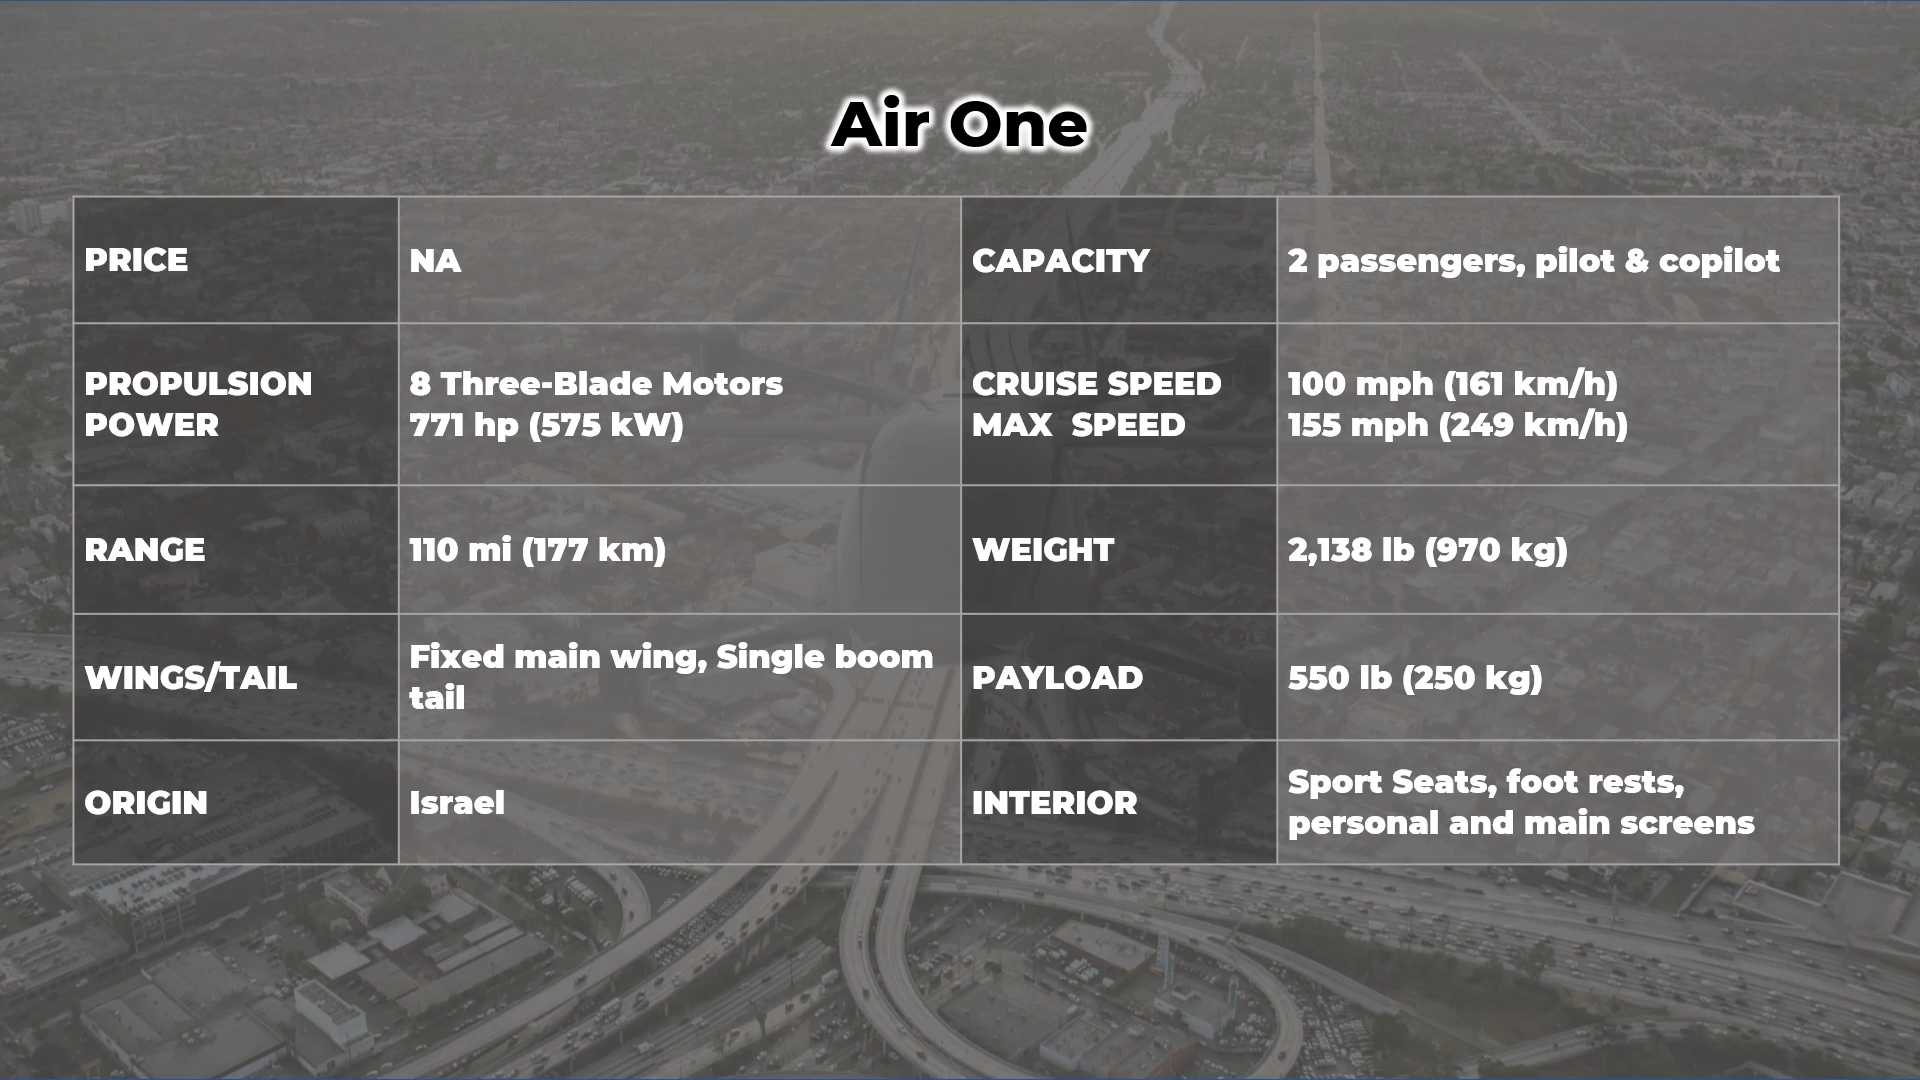 Air One
PRICE
NA
CAPACITY
2 passengers, pilot & copilot
PROPULSION
POWER
8 Three-Blade Motors
771 hp (575 kW)
CRUISE SPEED
MAX  SPEED
100 mph (161 km/h)
155 mph (249 km/h)
RANGE
110 mi (177 km)
WEIGHT
2,138 lb (970 kg)
WINGS/TAIL
Fixed main wing, Single boom
tail
PAYLOAD
550 lb (250 kg)
ORIGIN
Israel
INTERIOR
Sport Seats, foot rests,
personal and main screens